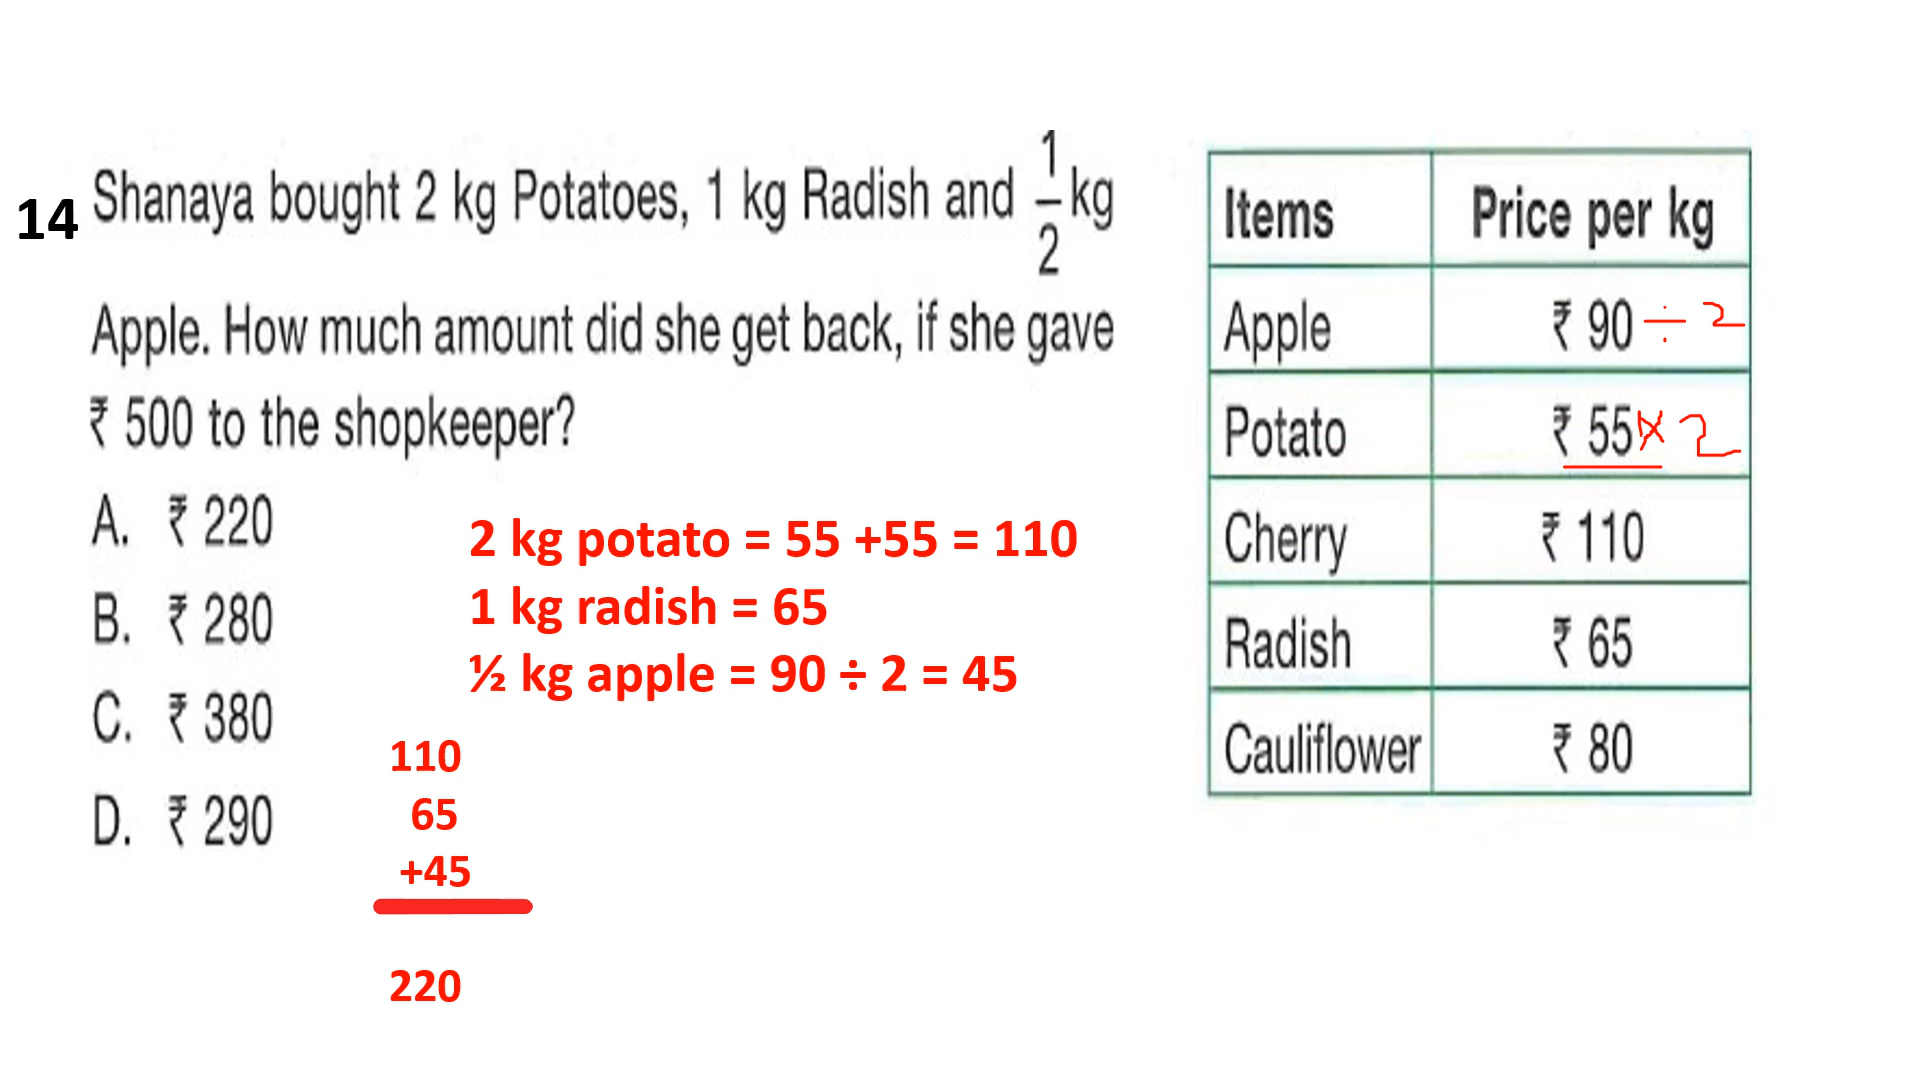 14 Shanaya bought 2 kg Potatoes, 1 kg Radish and 1/2 kg
Apple. How much amount did she get back, if she gave
₹ 500 to the shopkeeper?
A. ₹ 220
B. ₹ 280
C. ₹ 380
D. ₹ 290
2 kg potato = 55 +55 = 110
1 kg radish = 65
½ kg apple = 90 ÷ 2 = 45
110
65
+45
220
Items Price per kg
Apple ₹ 90 ÷ 2
Potato ₹ 55 × 2
Cherry ₹ 110
Radish ₹ 65
Cauliflower ₹ 80